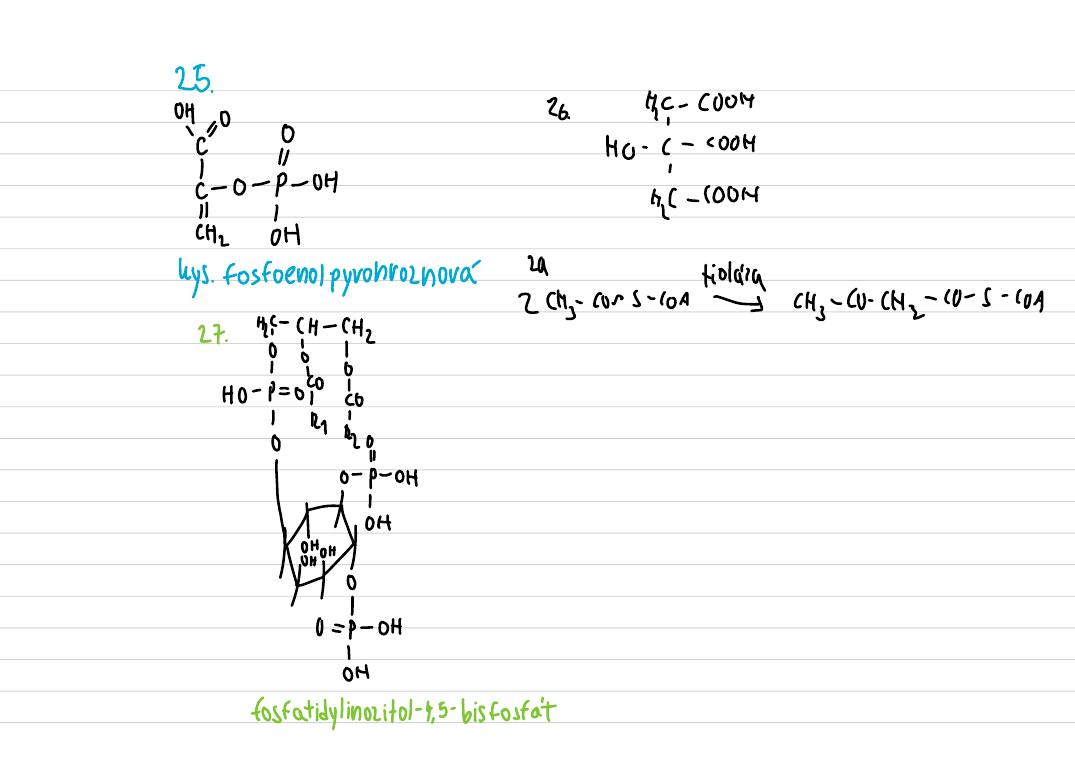 25.
OH
O
C
O
C-O-P-OH
CH2
OH
kys. fosfoenolpyrohroznová
26.
H2C-COOH
HO-C-COOH
H2C-COOH
2 CH3-CO~S-CoA tioláza → CH3-CO-CH2-CO-S-CoA
27.
H2C-CH-CH2
O
O
O
HO-P=O
CO
CO
R1
R2
O
O
O-P-OH
OH
OH
OH
OH
O
O=P-OH
OH
fosfatidylinozitol-4,5-bisfosfát